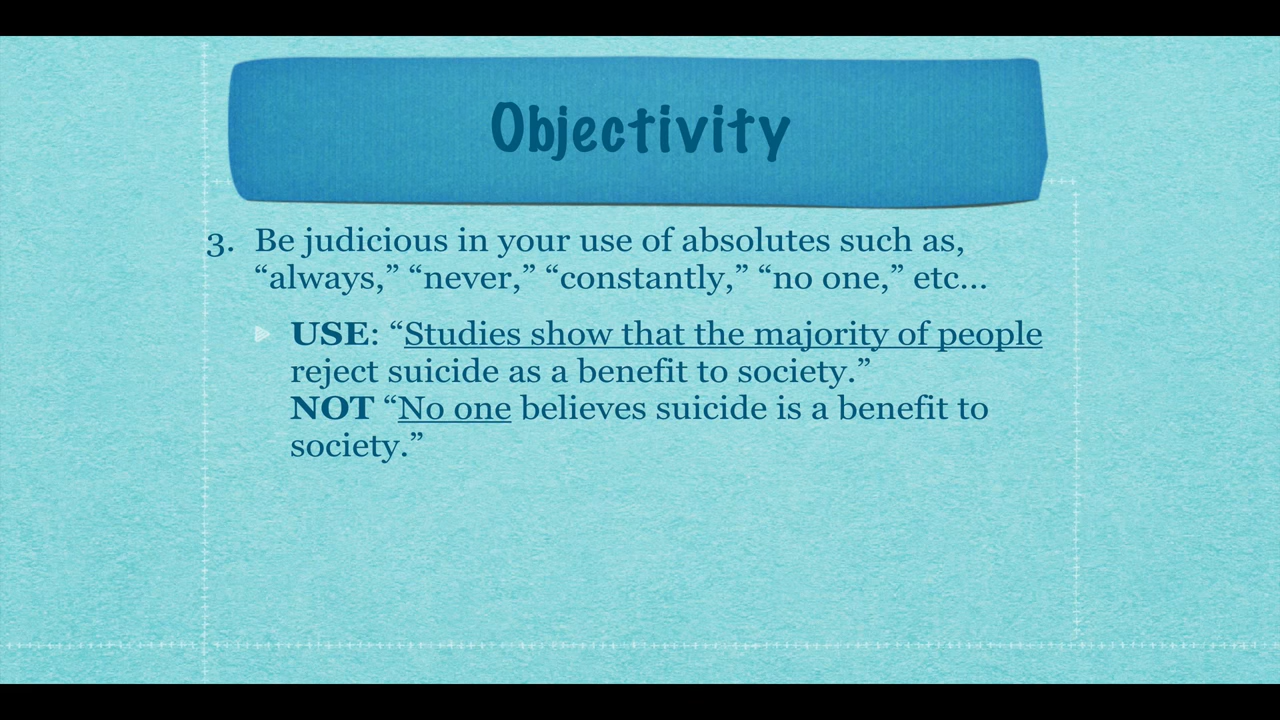 Objectivity
3. Be judicious in your use of absolutes such as,
“always,” “never,” “constantly,” “no one,” etc...
USE: “Studies show that the majority of people
reject suicide as a benefit to society.”
NOT “No one believes suicide is a benefit to
society.”